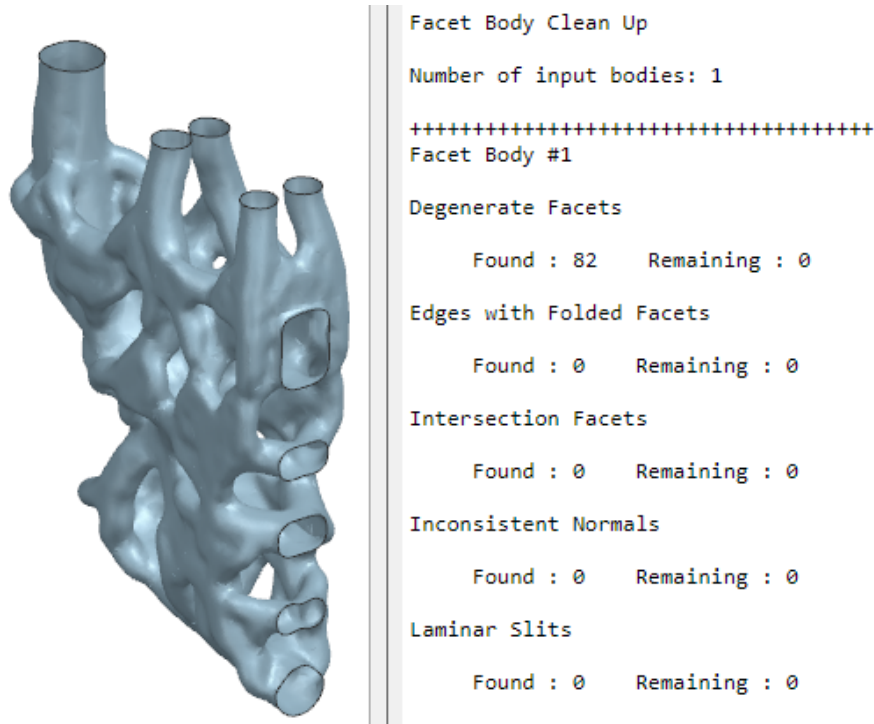 Facet Body Clean Up
Number of input bodies: 1
+++++++++++++++++++++++++++++++++++++
Facet Body #1
Degenerate Facets
Found : 82    Remaining : 0
Edges with Folded Facets
Found : 0    Remaining : 0
Intersection Facets
Found : 0    Remaining : 0
Inconsistent Normals
Found : 0    Remaining : 0
Laminar Slits
Found : 0    Remaining : 0